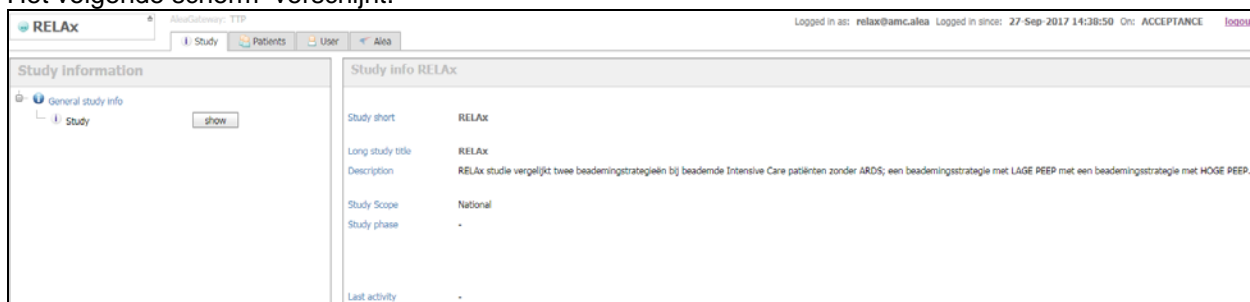 Het volgende scherm verschijnt:
RELAx
AleaGateway: TTP
Logged in as: relax@amc.alea Logged in since: 27-Sep-2017 14:38:50 On: ACCEPTANCE
Study Patients User Alea
Study information
Study info RELAx
General study info
Study show
Study short RELAx
Long study title RELAx
Description RELAx studie vergelijkt twee beademingstrategieën bij beademde Intensive Care patiënten zonder ARDS; een beademingsstrategie met LAGE PEEP met een beademingsstrategie met HOGE PEEP.
Study Scope National
Study phase -
Last activity -